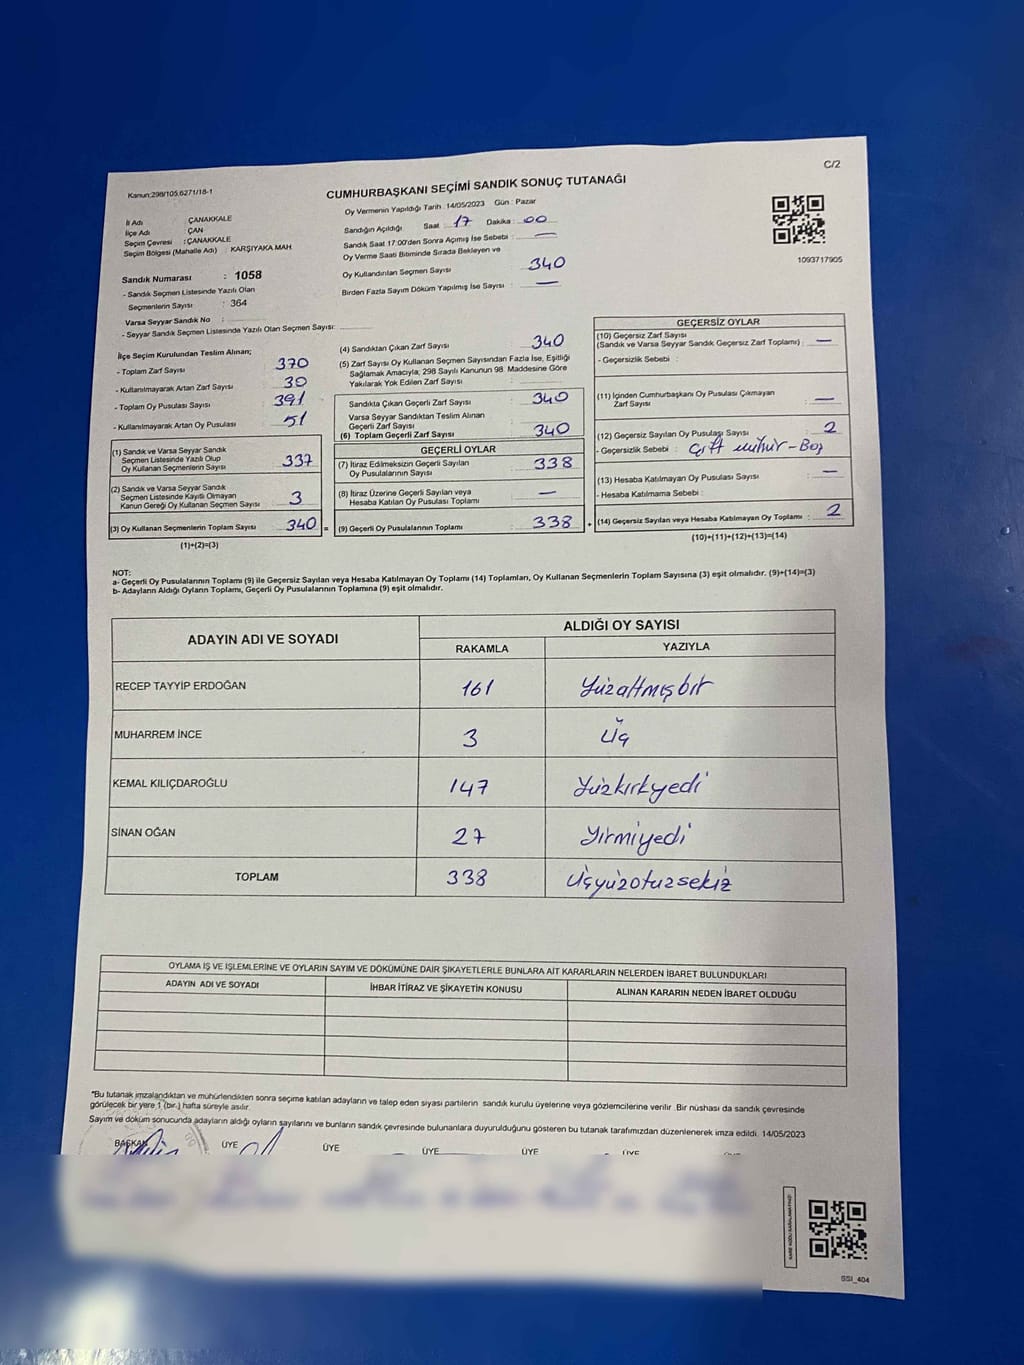 C/2
Kanun:298/105.6271/18-1
CUMHURBAŞKANI SEÇİMİ SANDIK SONUÇ TUTANAĞI
İl Adı : ÇANAKKALE
İlçe Adı : ÇAN
Seçim Çevresi : ÇANAKKALE
Seçim Bölgesi (Mahalle Adı) : KARŞIYAKA MAH.
Sandık Numarası : 1058
- Sandık Seçmen Listesinde Yazılı Olan
Seçmenlerin Sayısı : 364
Varsa Seyyar Sandık No :
- Seyyar Sandık Seçmen Listesinde Yazılı Olan Seçmen Sayısı:
Oy Vermenin Yapıldığı Tarih : 14/05/2023 Gün : Pazar
Sandığın Açıldığı Saat : 17 Dakika : 00
Sandık Saat 17:00'den Sonra Açılmış İse Sebebi : —
Oy Verme Saati Bitiminde Sırada Bekleyen ve
Oy Kullandırılan Seçmen Sayısı : 340
Birden Fazla Sayım Döküm Yapılmış İse Sayısı : —
1093717905
İlçe Seçim Kurulundan Teslim Alınan;
- Toplam Zarf Sayısı : 370
- Kullanılmayarak Artan Zarf Sayısı : 30
- Toplam Oy Pusulası Sayısı : 391
- Kullanılmayarak Artan Oy Pusulası : 51
(1) Sandık ve Varsa Seyyar Sandık
Seçmen Listesinde Yazılı Olup
Oy Kullanan Seçmenlerin Sayısı : 337
(2) Sandık ve Varsa Seyyar Sandık
Seçmen Listesinde Kayıtlı Olmayan
Kanun Gereği Oy Kullanan Seçmen Sayısı : 3
(3) Oy Kullanan Seçmenlerin Toplam Sayısı : 340 =
(1)+(2)=(3)
(4) Sandıktan Çıkan Zarf Sayısı : 340
(5) Zarf Sayısı Oy Kullanan Seçmen Sayısından Fazla İse, Eşitliği
Sağlamak Amacıyla, 298 Sayılı Kanunun 98. Maddesine Göre
Yakılarak Yok Edilen Zarf Sayısı :
Sandıkta Çıkan Geçerli Zarf Sayısı : 340
Varsa Seyyar Sandıktan Teslim Alınan
Geçerli Zarf Sayısı :
(6) Toplam Geçerli Zarf Sayısı : 340
GEÇERLİ OYLAR
(7) İtiraz Edilmeksizin Geçerli Sayılan
Oy Pusulalarının Sayısı : 338
(8) İtiraz Üzerine Geçerli Sayılan veya
Hesaba Katılan Oy Pusulası Toplamı : —
(9) Geçerli Oy Pusulalarının Toplamı : 338 +
GEÇERSİZ OYLAR
(10) Geçersiz Zarf Sayısı
(Sandık ve Varsa Seyyar Sandık Geçersiz Zarf Toplamı) : —
- Geçersizlik Sebebi :
(11) İçinden Cumhurbaşkanı Oy Pusulası Çıkmayan
Zarf Sayısı : —
(12) Geçersiz Sayılan Oy Pusulası Sayısı : 2
- Geçersizlik Sebebi : Çift mühür-Boş
(13) Hesaba Katılmayan Oy Pusulası Sayısı : —
- Hesaba Katılmama Sebebi :
(14) Geçersiz Sayılan veya Hesaba Katılmayan Oy Toplamı : 2
(10)+(11)+(12)+(13)=(14)
NOT:
a- Geçerli Oy Pusulalarının Toplamı (9) ile Geçersiz Sayılan veya Hesaba Katılmayan Oy Toplamı (14) Toplamları, Oy Kullanan Seçmenlerin Toplam Sayısına (3) eşit olmalıdır. (9)+(14)=(3)
b- Adayların Aldığı Oyların Toplamı, Geçerli Oy Pusulalarının Toplamına (9) eşit olmalıdır.
ADAYIN ADI VE SOYADI ALDIĞI OY SAYISI
RAKAMLA YAZIYLA
RECEP TAYYİP ERDOĞAN 161 Yüzaltmışbir
MUHARREM İNCE 3 Üç
KEMAL KILIÇDAROĞLU 147 Yüzkırkyedi
SİNAN OĞAN 27 Yirmiyedi
TOPLAM 338 Üçyüzotuzsekiz
OYLAMA İŞ VE İŞLEMLERİNE VE OYLARIN SAYIM VE DÖKÜMÜNE DAİR ŞİKAYETLERLE BUNLARA AİT KARARLARIN NELERDEN İBARET BULUNDUKLARI
ADAYIN ADI VE SOYADI İHBAR İTİRAZ VE ŞİKAYETİN KONUSU ALINAN KARARIN NEDEN İBARET OLDUĞU
*Bu tutanak imzalandıktan ve mühürlendikten sonra seçime katılan adayların ve talep eden siyasi partilerin sandık kurulu üyelerine veya gözlemcilerine verilir. Bir nüshası da sandık çevresinde
görülecek bir yere 1 (bir) hafta süreyle asılır.
Sayım ve döküm sonucunda adayların aldığı oyların sayılarını ve bunların sandık çevresinde bulunanlara duyurulduğunu gösteren bu tutanak tarafımızdan düzenlenerek imza edildi. 14/05/2023
BAŞKAN ÜYE ÜYE ÜYE ÜYE ÜYE
SSI_404